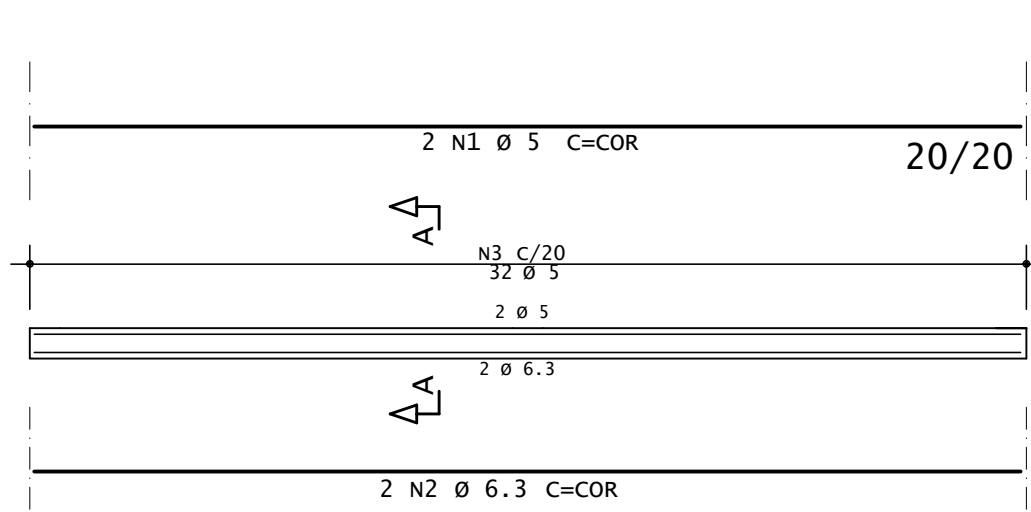 2 N1 Ø 5 C=COR
20/20
A
N3 C/20
32 Ø 5
2 Ø 5
2 Ø 6.3
A
2 N2 Ø 6.3 C=COR